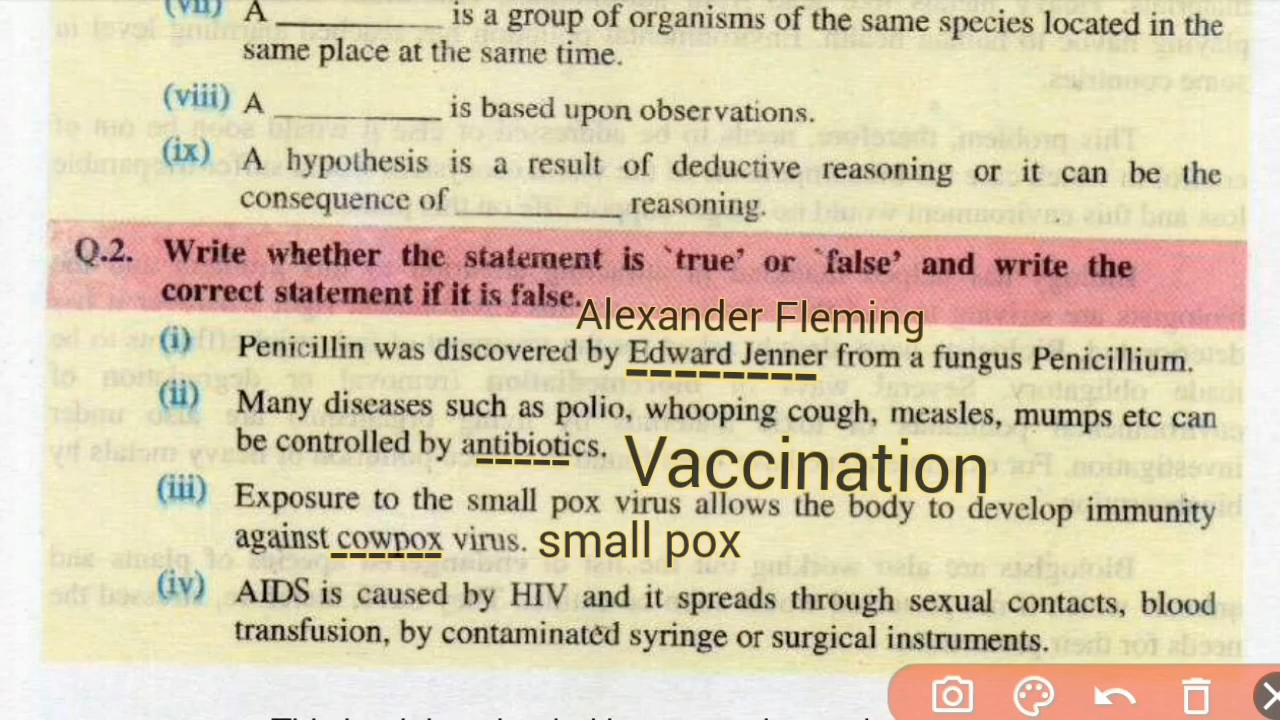 (vii) A __________ is a group of organisms of the same species located in the
same place at the same time.
(viii) A __________ is based upon observations.
(ix) A hypothesis is a result of deductive reasoning or it can be the
consequence of __________ reasoning.
Q.2. Write whether the statement is `true’ or `false’ and write the
correct statement if it is false.
Alexander Fleming
(i) Penicillin was discovered by Edward Jenner from a fungus Penicillium.
(ii) Many diseases such as polio, whooping cough, measles, mumps etc can
be controlled by antibiotics. Vaccination
(iii) Exposure to the small pox virus allows the body to develop immunity
against cowpox virus. small pox
(iv) AIDS is caused by HIV and it spreads through sexual contacts, blood
transfusion, by contaminated syringe or surgical instruments.